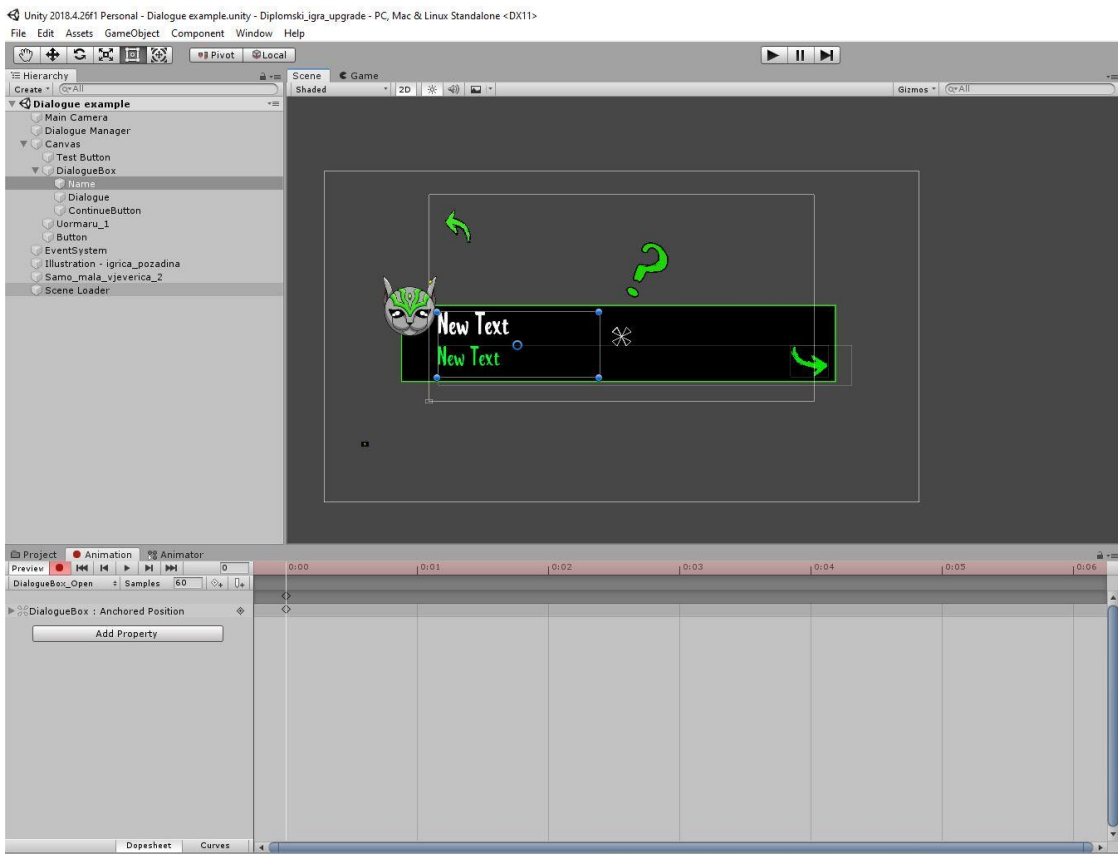 Unity 2018.4.26f1 Personal - Dialogue example.unity - Diplomski_igra_upgrade - PC, Mac & Linux Standalone <DX11>
File Edit Assets GameObject Component Window Help
Pivot Local
Hierarchy
Create All
Dialogue example
Main Camera
Dialogue Manager
Canvas
Test Button
DialogueBox
Name
Dialogue
ContinueButton
Uormaru_1
Button
EventSystem
Illustration - igrica_pozadina
Samo_mala_vjeverica_2
Scene Loader
Scene Game
Shaded 2D Gizmos All
New Text
New Text
Project Animation Animator
Preview 0 0:00 0:01 0:02 0:03 0:04 0:05 0:06
DialogueBox_Open Samples 60
DialogueBox : Anchored Position
Add Property
Dopesheet Curves